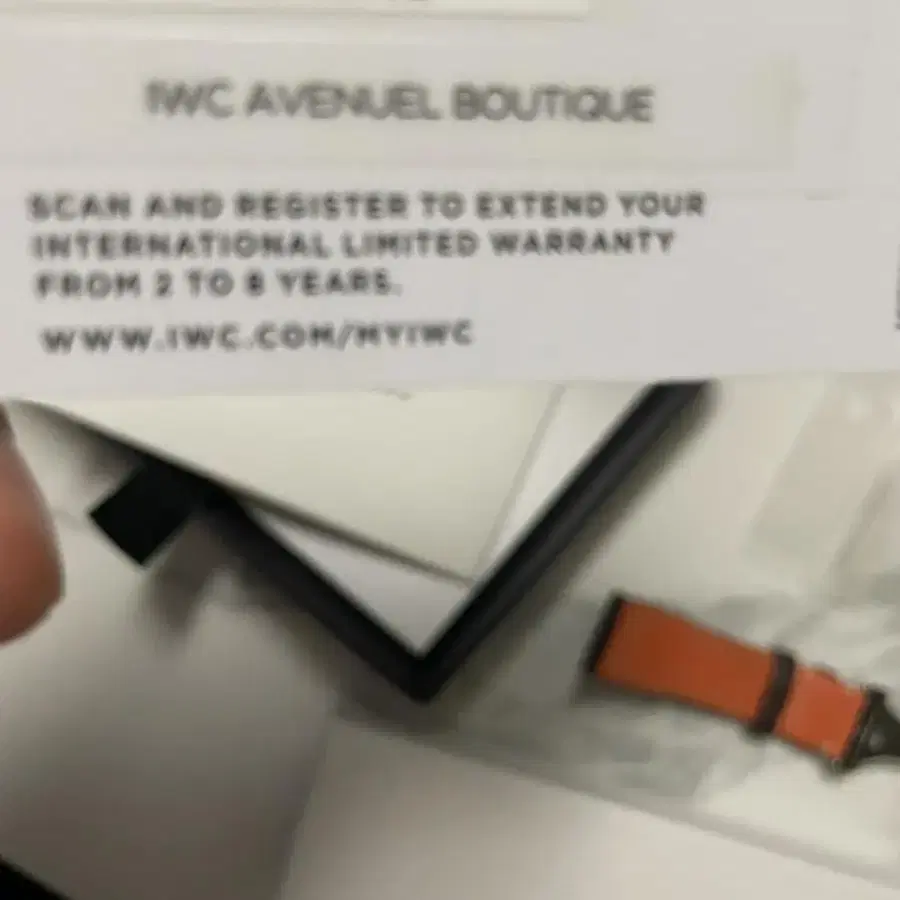 IWC AVENUEL BOUTIQUE
SCAN AND REGISTER TO EXTEND YOUR
INTERNATIONAL LIMITED WARRANTY
FROM 2 TO 8 YEARS.
WWW.IWC.COM/MYIWC